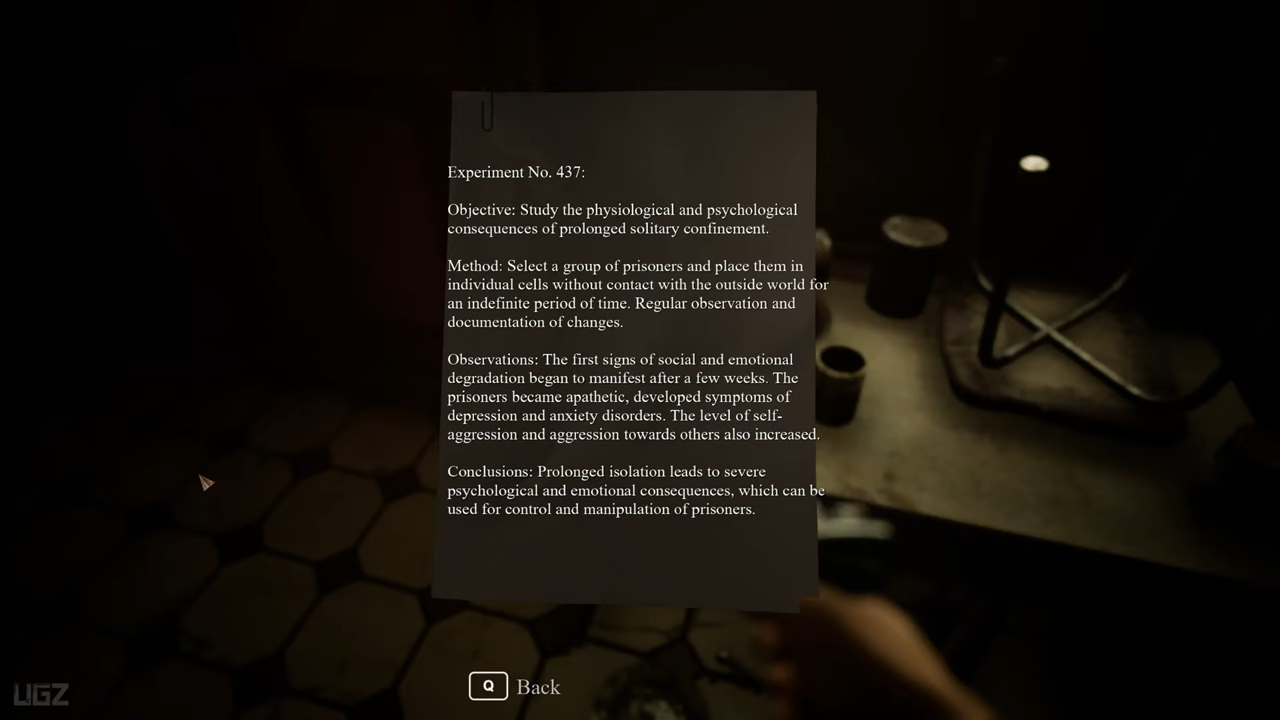 Experiment No. 437:
Objective: Study the physiological and psychological
consequences of prolonged solitary confinement.
Method: Select a group of prisoners and place them in
individual cells without contact with the outside world for
an indefinite period of time. Regular observation and
documentation of changes.
Observations: The first signs of social and emotional
degradation began to manifest after a few weeks. The
prisoners became apathetic, developed symptoms of
depression and anxiety disorders. The level of self-
aggression and aggression towards others also increased.
Conclusions: Prolonged isolation leads to severe
psychological and emotional consequences, which can be
used for control and manipulation of prisoners.
Q Back
UGZ